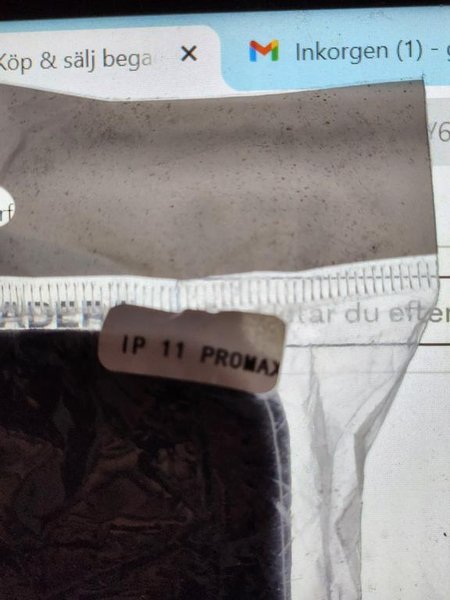 Köp & sälj bega
Inkorgen (1) - g
tar du efter
IP 11 PROMAX